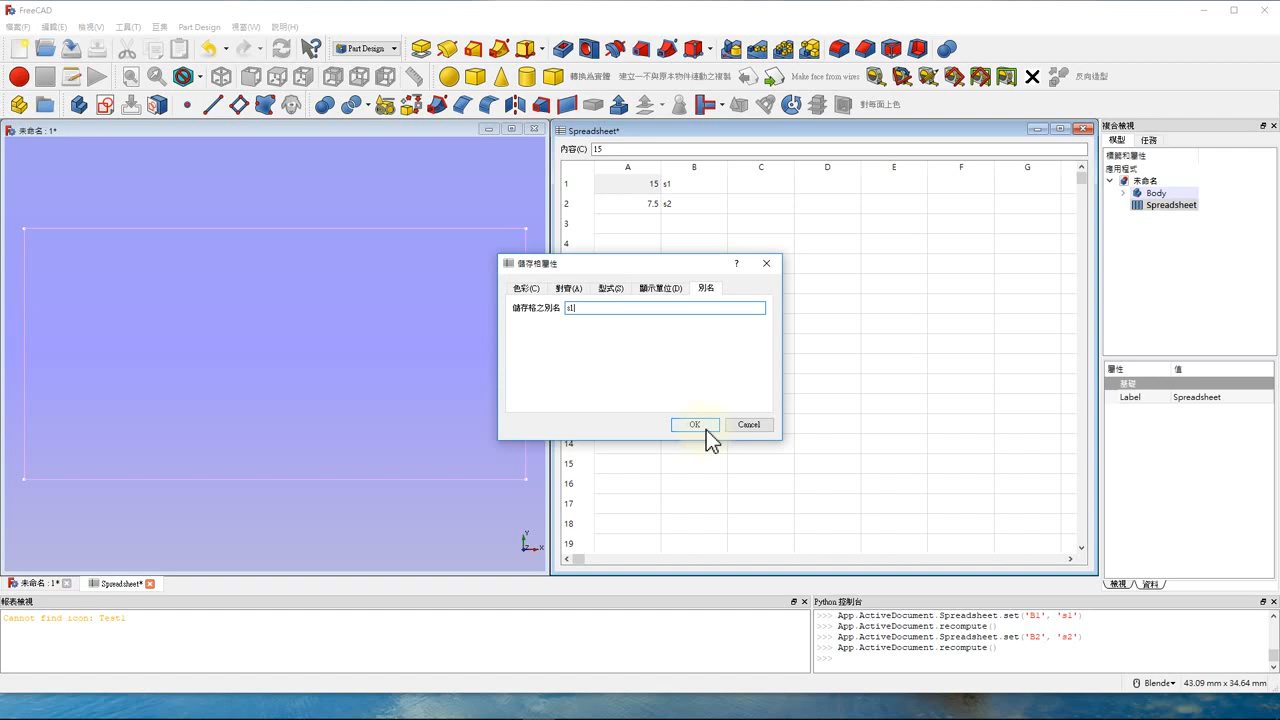 FreeCAD
檔案(F) 編輯(E) 檢視(V) 工具(T) 巨集 Part Design 視窗(W) 說明(H)
Part Design
轉換為實體 建立一不與原本物件連動之複製 Make face from wires 反向造型
對每面上色
未命名 : 1*
Spreadsheet*
內容(C) 15
A B C D E F G
1 15 s1
2 7.5 s2
3
4
儲存格屬性 ?
色彩(C) 對齊(A) 型式(S) 顯示單位(D) 別名
儲存格之別名 s1
OK Cancel
14
15
16
17
18
19
Y
X
Z
複合檢視
模型 任務
標籤和屬性
應用程式
未命名
Body
Spreadsheet
屬性 值
基礎
Label Spreadsheet
檢視 資料
未命名 : 1* Spreadsheet*
報表檢視
Cannot find icon: Test1
Python 控制台
>>> App.ActiveDocument.Spreadsheet.set('B1', 's1')
>>> App.ActiveDocument.recompute()
>>> App.ActiveDocument.Spreadsheet.set('B2', 's2')
>>> App.ActiveDocument.recompute()
>>>
Blende 43.09 mm x 34.64 mm